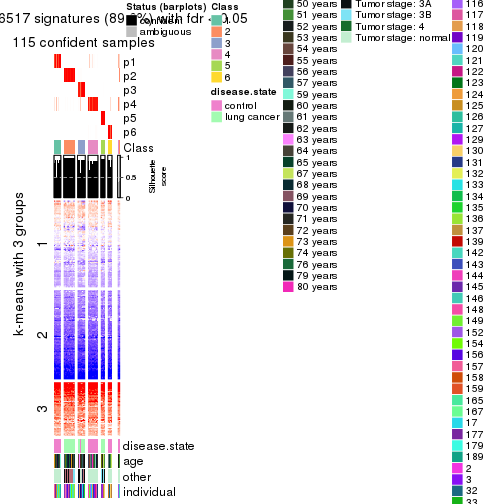 6517 signatures (89.
%) with fdr < 0.05
115 confident samples
p1
p2
p3
p4
p5
p6
Class
1
0.5
0
Silhouette
score
k-means with 3 groups
1
2
3
disease.state
age
other
individual
Status (barplots)
confident
ambiguous
Class
1
2
3
4
5
6
disease.state
control
lung cancer
50 years
51 years
52 years
53 years
54 years
55 years
56 years
57 years
59 years
60 years
61 years
62 years
63 years
64 years
65 years
67 years
68 years
69 years
70 years
71 years
72 years
73 years
74 years
76 years
79 years
80 years
Tumor stage: 3A
Tumor stage: 3B
Tumor stage: 4
Tumor stage: normal
116
117
118
119
120
121
122
123
124
125
126
127
129
130
131
132
133
134
135
136
137
139
142
143
144
145
146
148
149
152
154
156
157
158
159
165
167
17
177
179
189
2
3
32
33